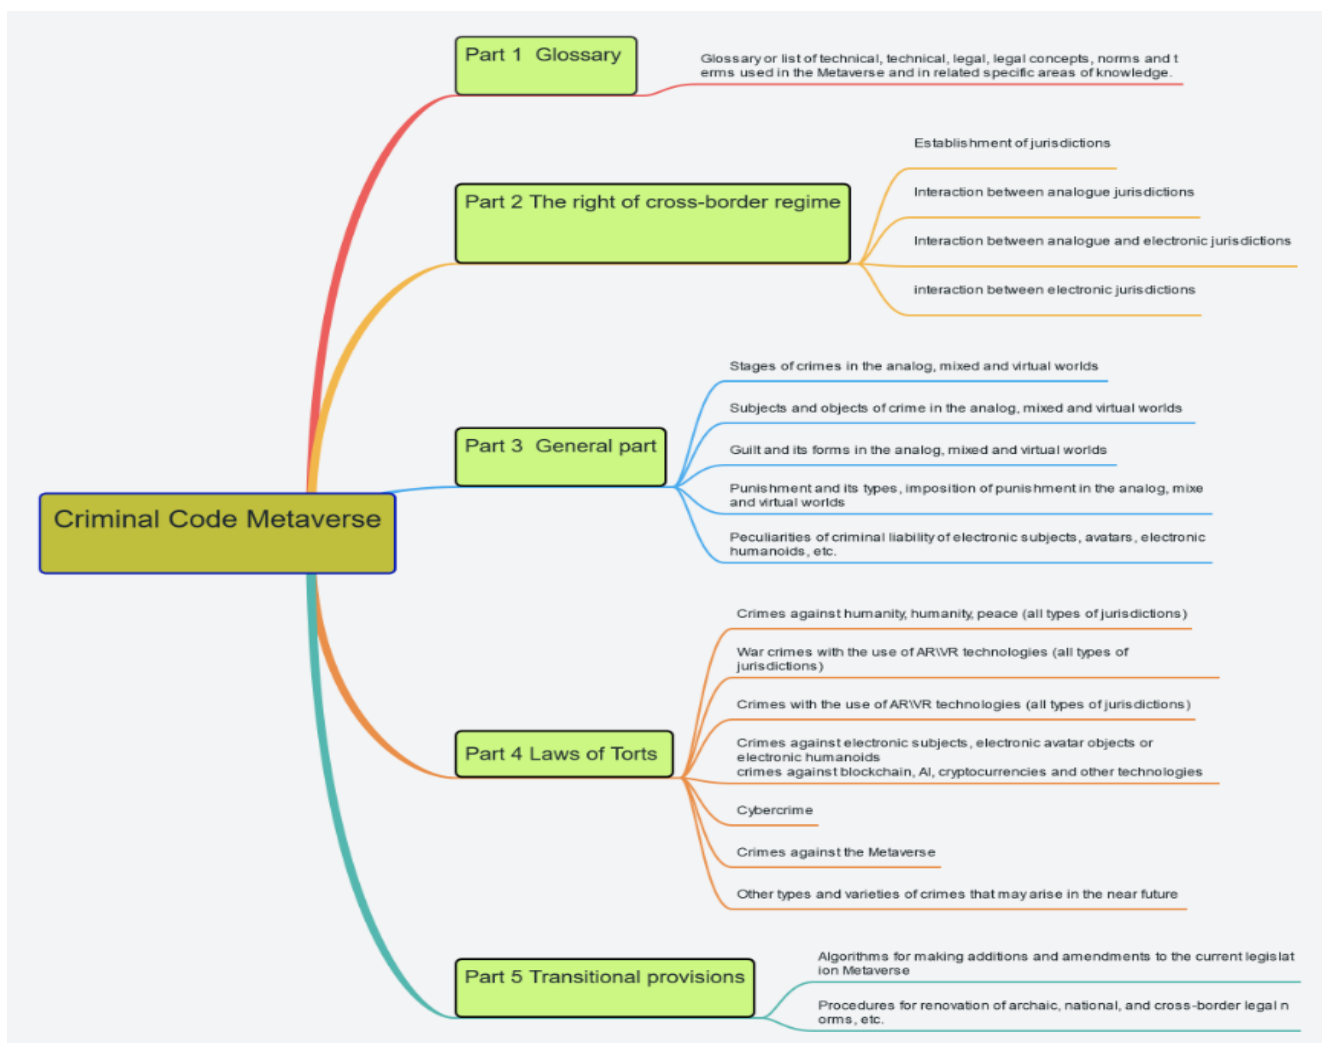 Part 1 Glossary
Glossary or list of technical, technical, legal, legal concepts, norms and t
erms used in the Metaverse and in related specific areas of knowledge.
Part 2 The right of cross-border regime
Establishment of jurisdictions
Interaction between analogue jurisdictions
Interaction between analogue and electronic jurisdictions
interaction between electronic jurisdictions
Part 3 General part
Stages of crimes in the analog, mixed and virtual worlds
Subjects and objects of crime in the analog, mixed and virtual worlds
Guilt and its forms in the analog, mixed and virtual worlds
Punishment and its types, imposition of punishment in the analog, mixe
and virtual worlds
Peculiarities of criminal liability of electronic subjects, avatars, electronic
humanoids, etc.
Criminal Code Metaverse
Part 4 Laws of Torts
Crimes against humanity, humanity, peace (all types of jurisdictions)
War crimes with the use of AR\VR technologies (all types of
jurisdictions)
Crimes with the use of AR\VR technologies (all types of jurisdictions)
Crimes against electronic subjects, electronic avatar objects or
electronic humanoids
crimes against blockchain, AI, cryptocurrencies and other technologies
Cybercrime
Crimes against the Metaverse
Other types and varieties of crimes that may arise in the near future
Part 5 Transitional provisions
Algorithms for making additions and amendments to the current legislat
ion Metaverse
Procedures for renovation of archaic, national, and cross-border legal n
orms, etc.